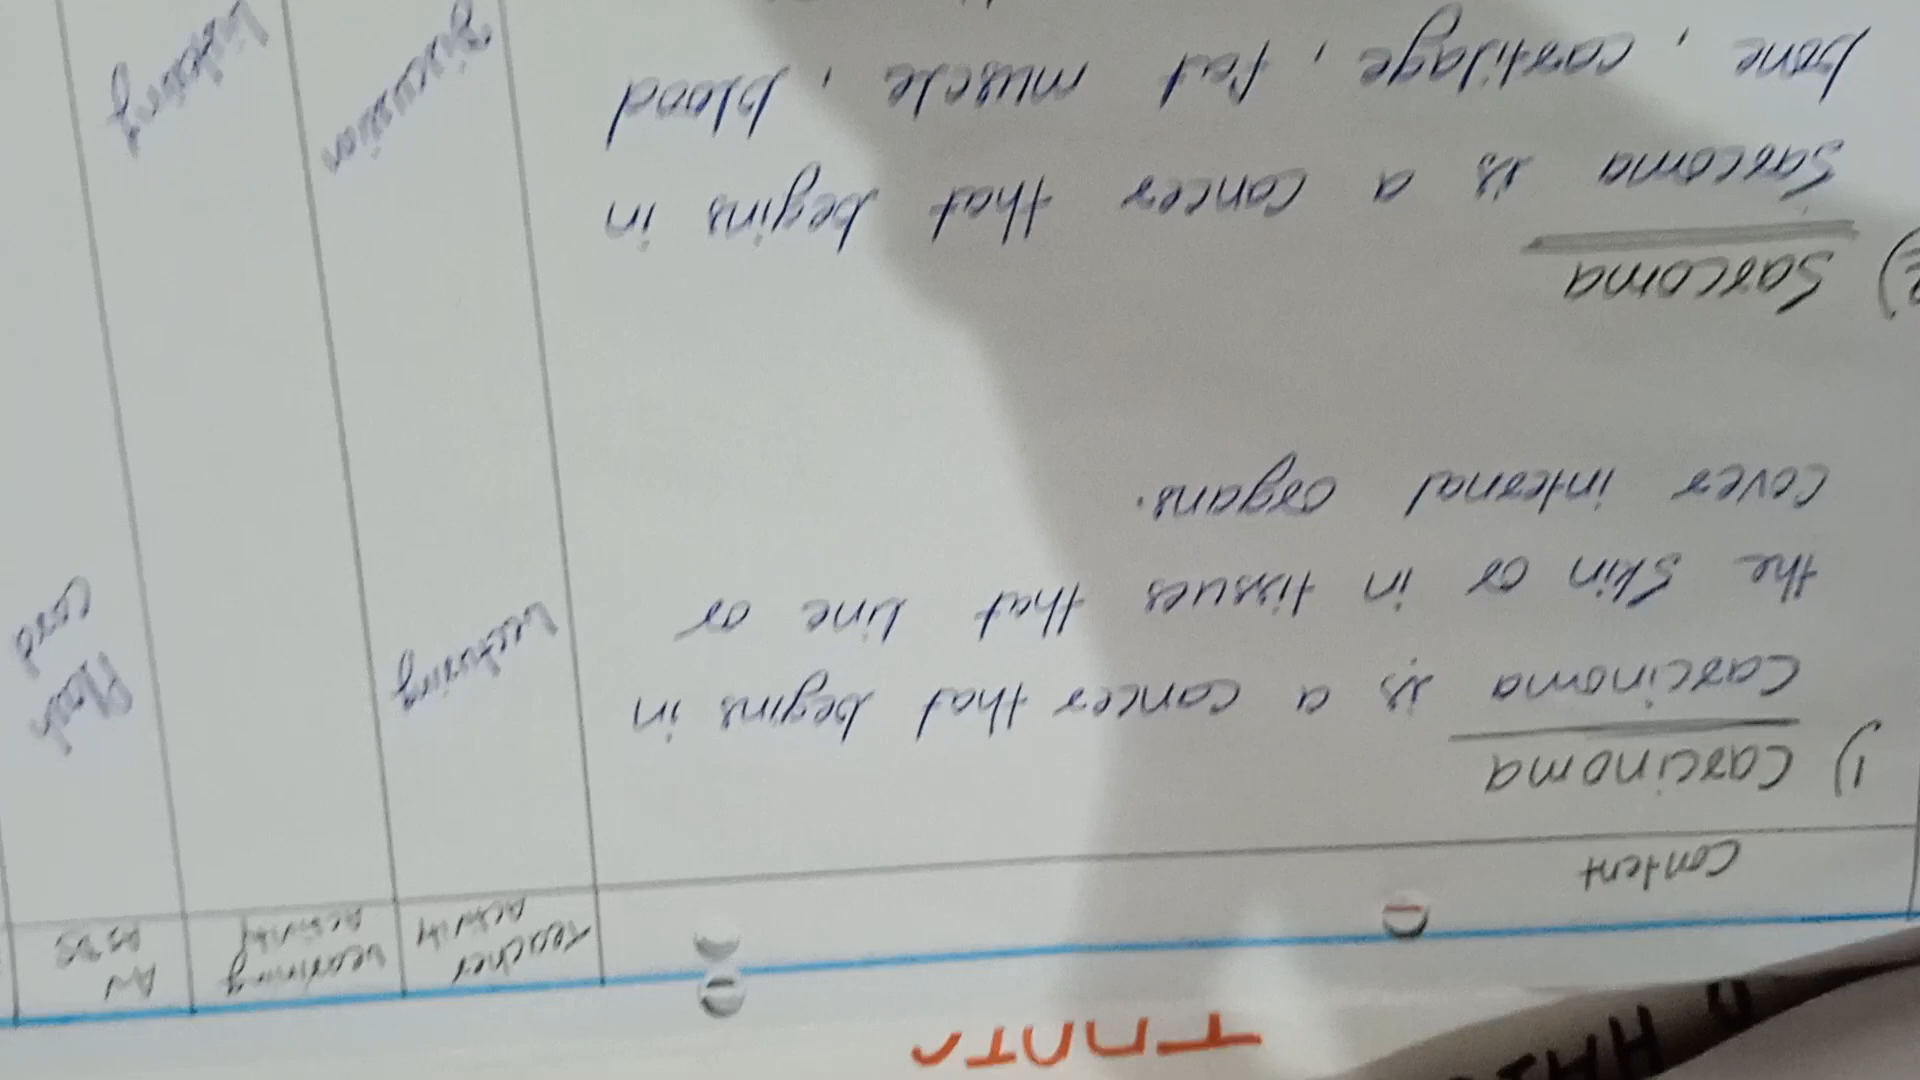 Content
Teacher Activity
Learning Activity
AV
1) Carcinoma
Carcinoma is a cancer that begins in
the skin or in tissues that line or
cover internal organs.
Lecturing
Flash
card
2) Sarcoma
Sarcoma is a cancer that begins in
bone, cartilage, fat muscle, blood
Discussion
Listening